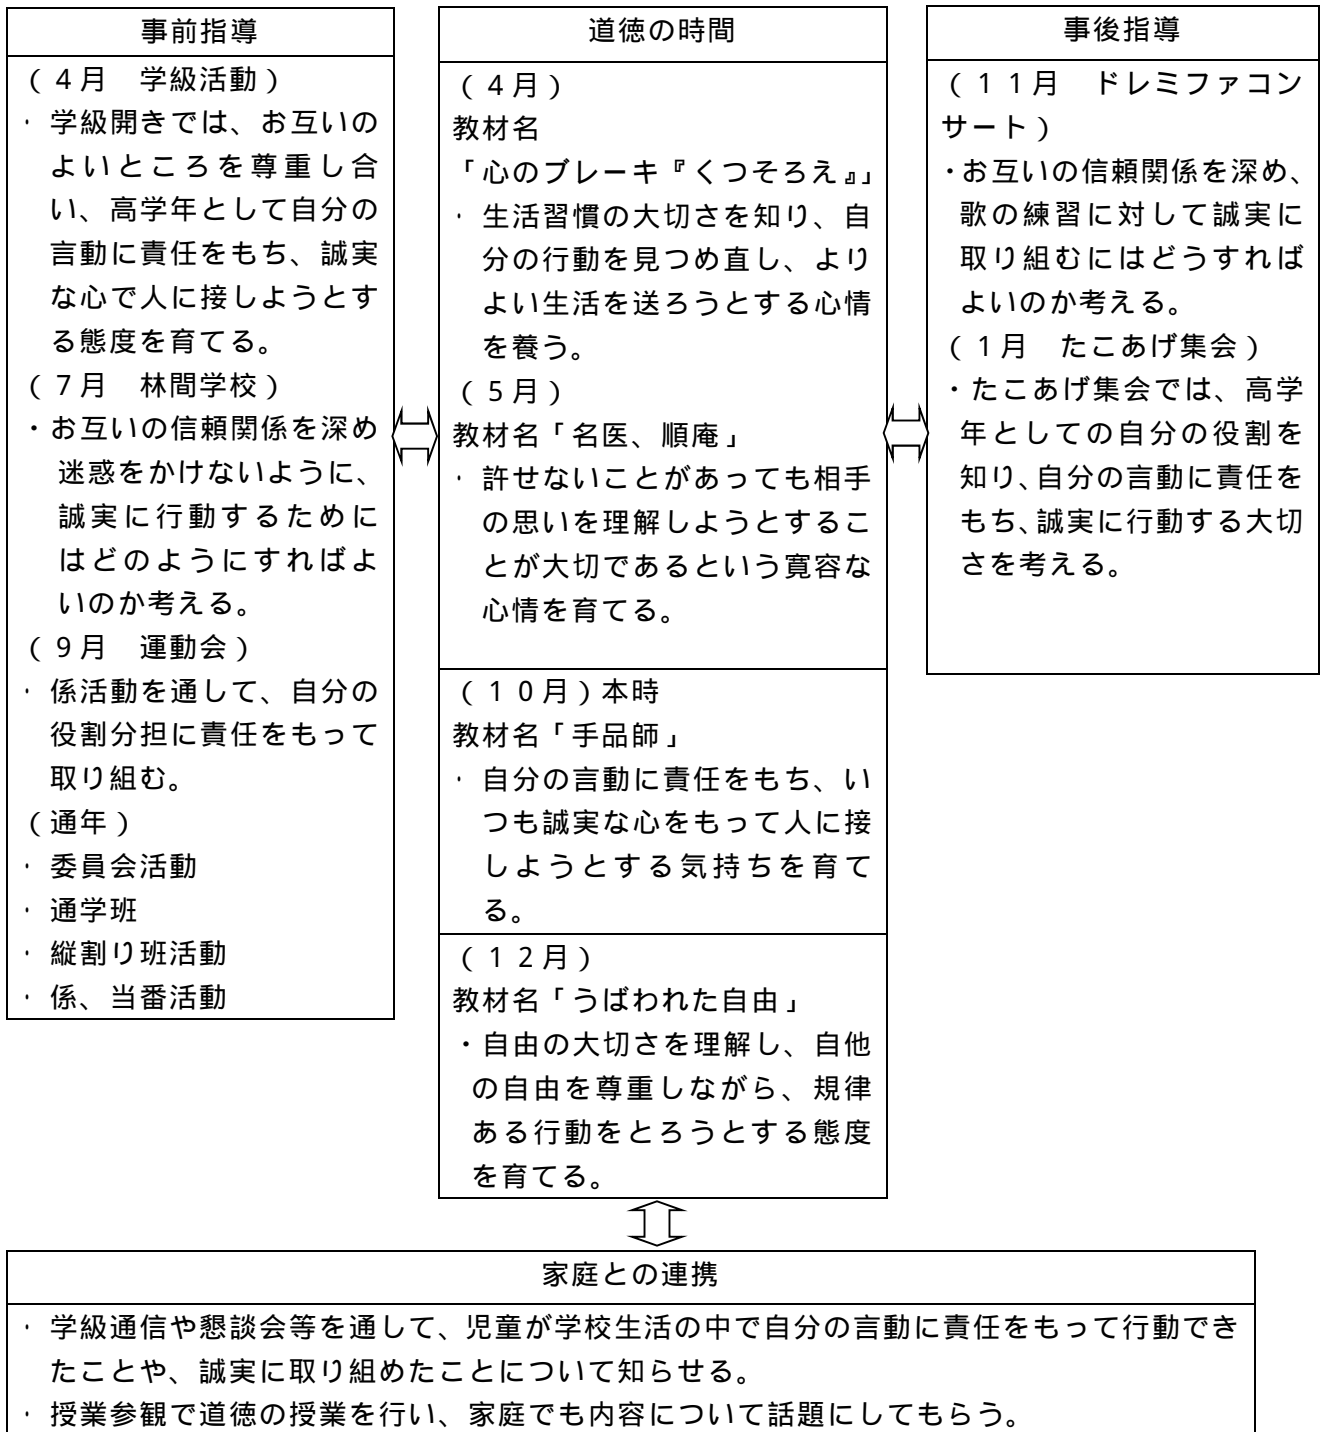 事前指導
(4月 学級活動)
・ 学級開きでは、お互いの
よいところを尊重し合
い、高学年として自分の
言動に責任をもち、誠実
な心で人に接しようとす
る態度を育てる。
(7月 林間学校)
・お互いの信頼関係を深め
迷惑をかけないように、
誠実に行動するために
はどのようにすればよ
いのか考える。
(9月 運動会)
・ 係活動を通して、自分の
役割分担に責任をもって
取り組む。
(通年)
・ 委員会活動
・ 通学班
・ 縦割り班活動
・ 係、当番活動
道徳の時間
(4月)
教材名
「心のブレーキ『くつそろえ』」
・ 生活習慣の大切さを知り、自
分の行動を見つめ直し、より
よい生活を送ろうとする心情
を養う。
(5月)
教材名「名医、順庵」
・ 許せないことがあっても相手
の思いを理解しようとするこ
とが大切であるという寛容な
心情を育てる。
(10月)本時
教材名「手品師」
・ 自分の言動に責任をもち、い
つも誠実な心をもって人に接
しようとする気持ちを育て
る。
(12月)
教材名「うばわれた自由」
・自由の大切さを理解し、自他
の自由を尊重しながら、規律
ある行動をとろうとする態度
を育てる。
事後指導
(11月 ドレミファコン
サート)
・お互いの信頼関係を深め、
歌の練習に対して誠実に
取り組むにはどうすれば
よいのか考える。
(1月 たこあげ集会)
・たこあげ集会では、高学
年としての自分の役割を
知り、自分の言動に責任を
もち、誠実に行動する大切
さを考える。
家庭との連携
・ 学級通信や懇談会等を通して、児童が学校生活の中で自分の言動に責任をもって行動でき
たことや、誠実に取り組めたことについて知らせる。
・ 授業参観で道徳の授業を行い、家庭でも内容について話題にしてもらう。